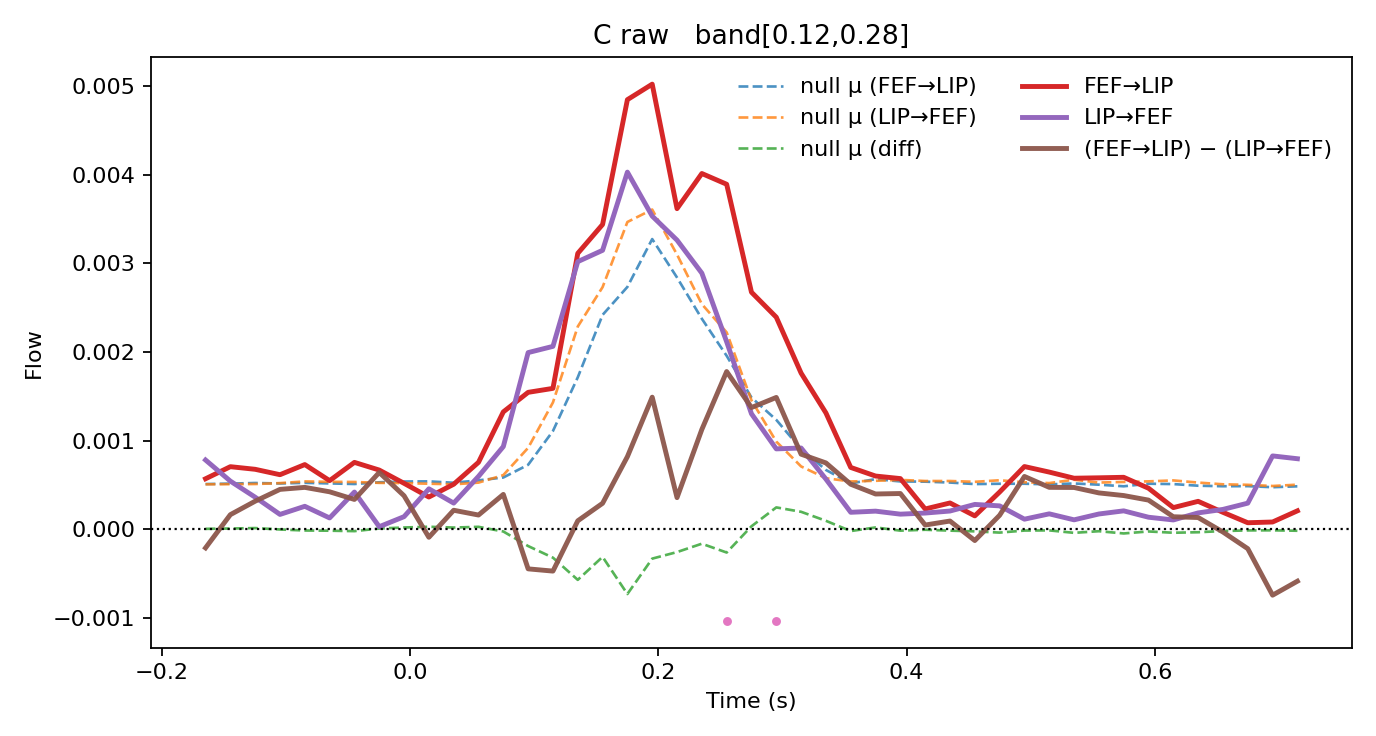 C raw   band[0.12,0.28]
null μ (FEF→LIP)
null μ (LIP→FEF)
null μ (diff)
FEF→LIP
LIP→FEF
(FEF→LIP) − (LIP→FEF)
Flow
0.005
0.004
0.003
0.002
0.001
0.000
−0.001
−0.2
0.0
0.2
0.4
0.6
Time (s)